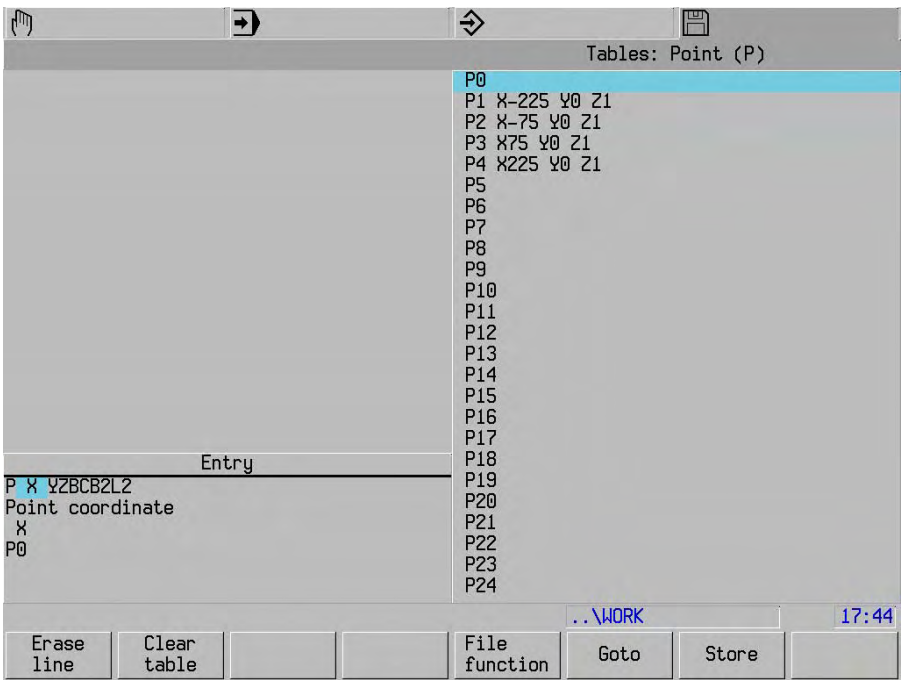 Tables: Point (P)
P0
P1 X-225 Y0 Z1
P2 X-75 Y0 Z1
P3 X75 Y0 Z1
P4 X225 Y0 Z1
P5
P6
P7
P8
P9
P10
P11
P12
P13
P14
P15
P16
P17
P18
P19
P20
P21
P22
P23
P24
Entry
P X YZBCB2L2
Point coordinate
X
P0
..\WORK
17:44
Erase line
Clear table
File function
Goto
Store